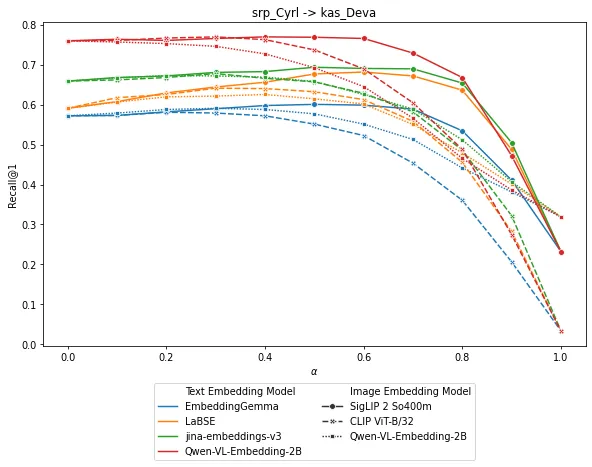 srp_Cyrl -> kas_Deva
Recall@1
0.8
0.7
0.6
0.5
0.4
0.3
0.2
0.1
0.0
0.0 0.2 0.4 0.6 0.8 1.0
α
Text Embedding Model Image Embedding Model
EmbeddingGemma SigLIP 2 So400m
LaBSE CLIP ViT-B/32
jina-embeddings-v3 Qwen-VL-Embedding-2B
Qwen-VL-Embedding-2B